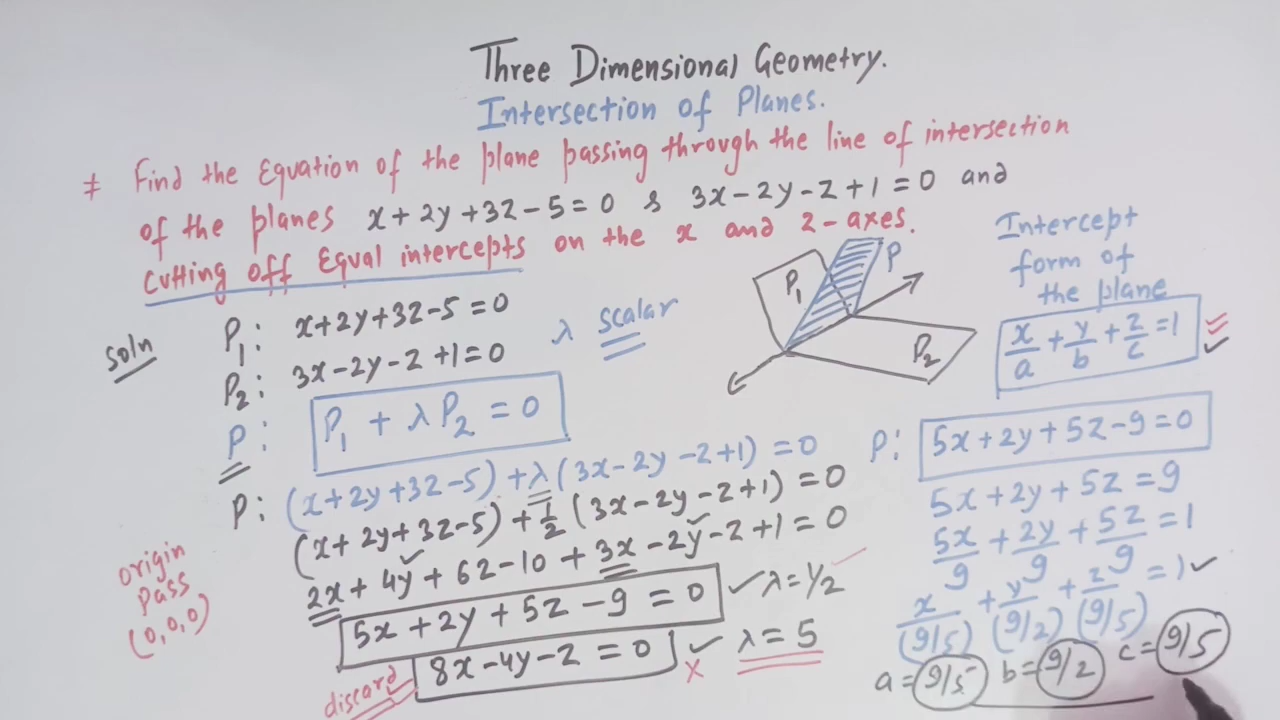 Three Dimensional Geometry.
Intersection of Planes.
# Find the Equation of the plane passing through the line of intersection
of the planes x + 2y + 3z - 5 = 0 & 3x - 2y - z + 1 = 0 and
cutting off Equal intercepts on the x and z-axes.
Soln
P₁: x+2y+3z-5=0
P₂: 3x-2y-z+1=0
λ scalar
P: P₁ + λP₂ = 0
P: (x+2y+3z-5) + λ(3x-2y-z+1) = 0
(x+2y+3z-5) + 1/2 (3x-2y-z+1) = 0
2x + 4y + 6z - 10 + 3x - 2y - z + 1 = 0
5x + 2y + 5z - 9 = 0 ✓ λ = 1/2
8x - 4y - z = 0 ✓ x λ = 5
discard
origin
pass
(0,0,0)
P₁
P
P₂
Intercept
form of
the plane
x/a + y/b + z/c = 1 ✓
P: 5x + 2y + 5z - 9 = 0
5x + 2y + 5z = 9
5x/9 + 2y/9 + 5z/9 = 1
x/(9/5) + y/(9/2) + z/(9/5) = 1 ✓
a = 9/5 b = 9/2 c = 9/5